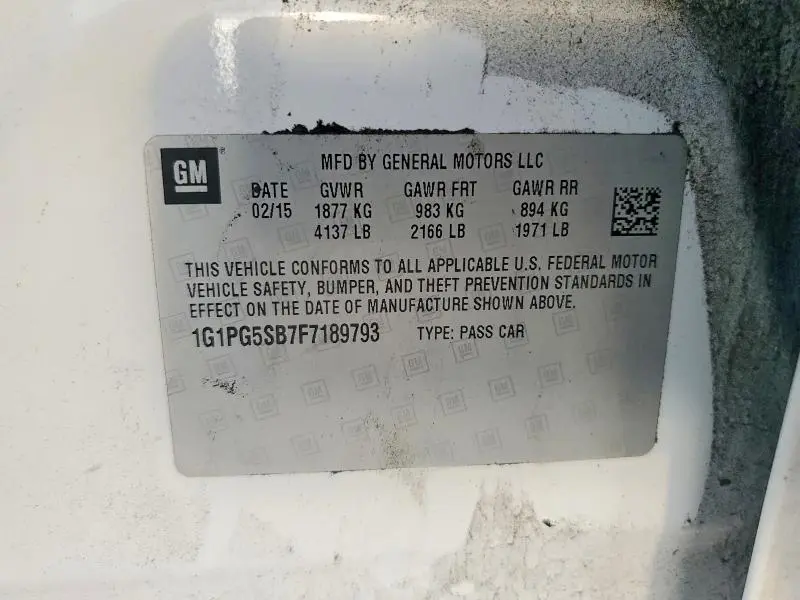 GM ®
MFD BY GENERAL MOTORS LLC
DATE GVWR GAWR FRT GAWR RR
02/15 1877 KG 983 KG 894 KG
4137 LB 2166 LB 1971 LB
THIS VEHICLE CONFORMS TO ALL APPLICABLE U.S. FEDERAL MOTOR
VEHICLE SAFETY, BUMPER, AND THEFT PREVENTION STANDARDS IN
EFFECT ON THE DATE OF MANUFACTURE SHOWN ABOVE.
1G1PG5SB7F7189793 TYPE: PASS CAR